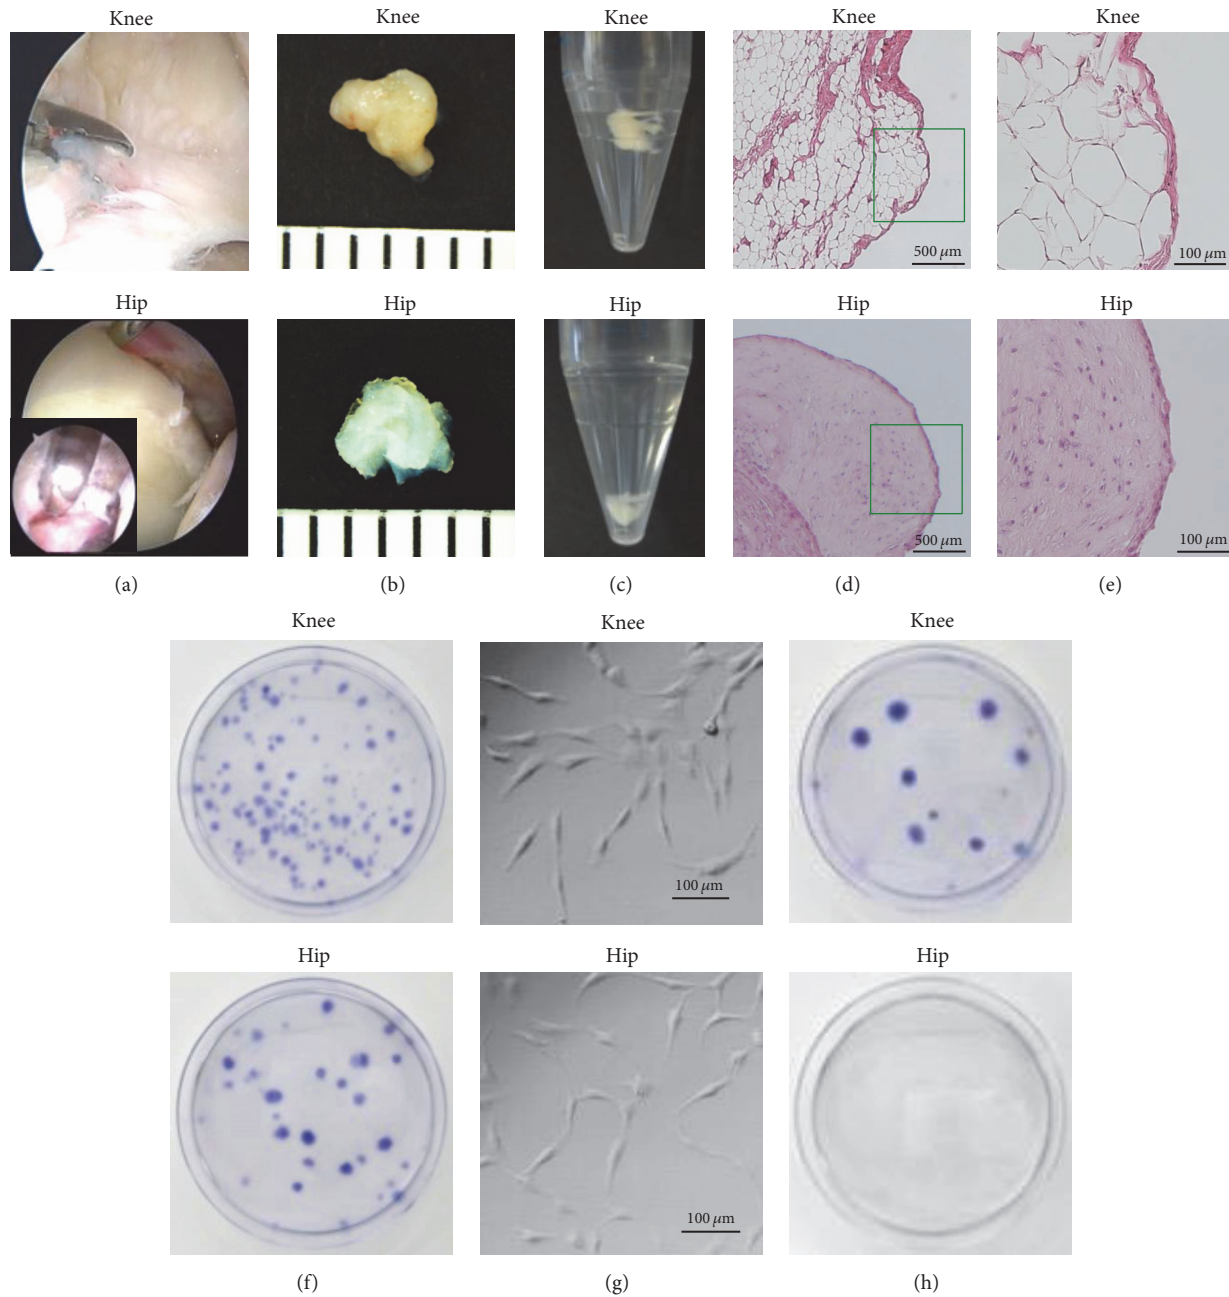 Knee Knee Knee Knee Knee
500 μm 100 μm
Hip Hip Hip Hip Hip
500 μm 100 μm
(a) (b) (c) (d) (e)
Knee Knee Knee
100 μm
Hip Hip Hip
100 μm
(f) (g) (h)